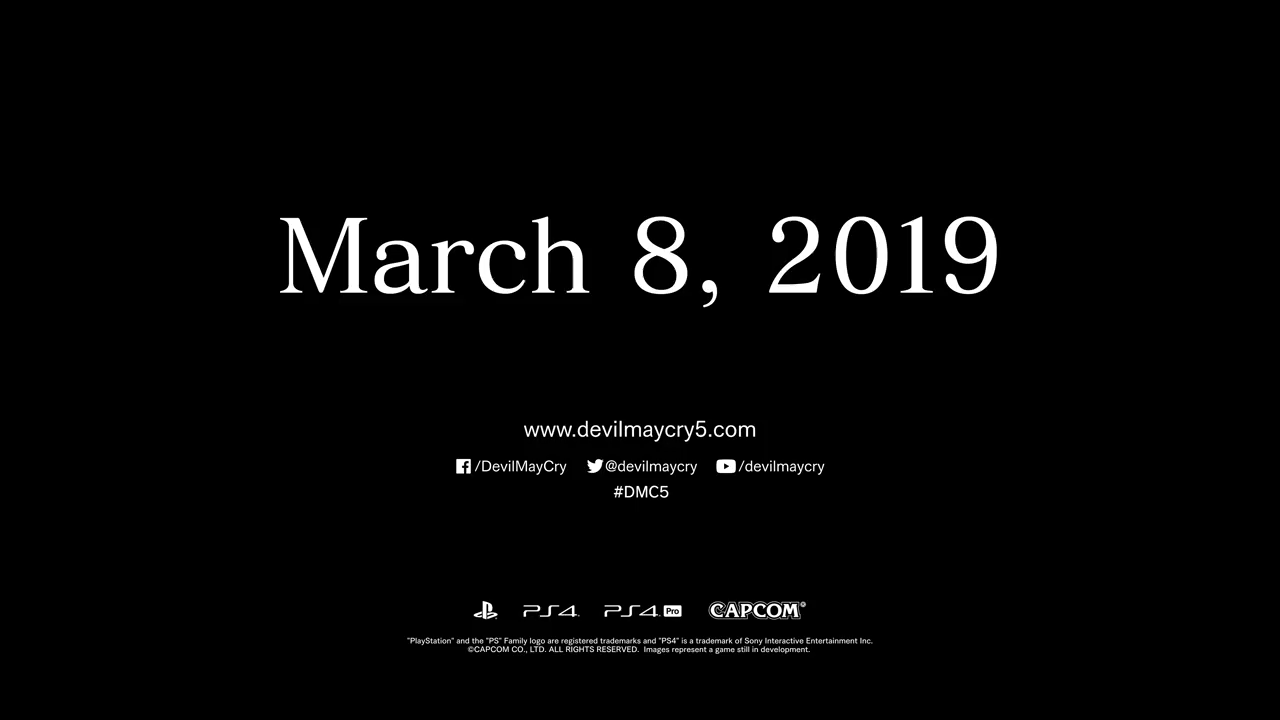 March 8, 2019
www.devilmaycry5.com
/DevilMayCry @devilmaycry /devilmaycry
#DMC5
PS4 PS4 Pro CAPCOM®
"PlayStation" and the "PS" Family logo are registered trademarks and "PS4" is a trademark of Sony Interactive Entertainment Inc.
©CAPCOM CO., LTD. ALL RIGHTS RESERVED. Images represent a game still in development.